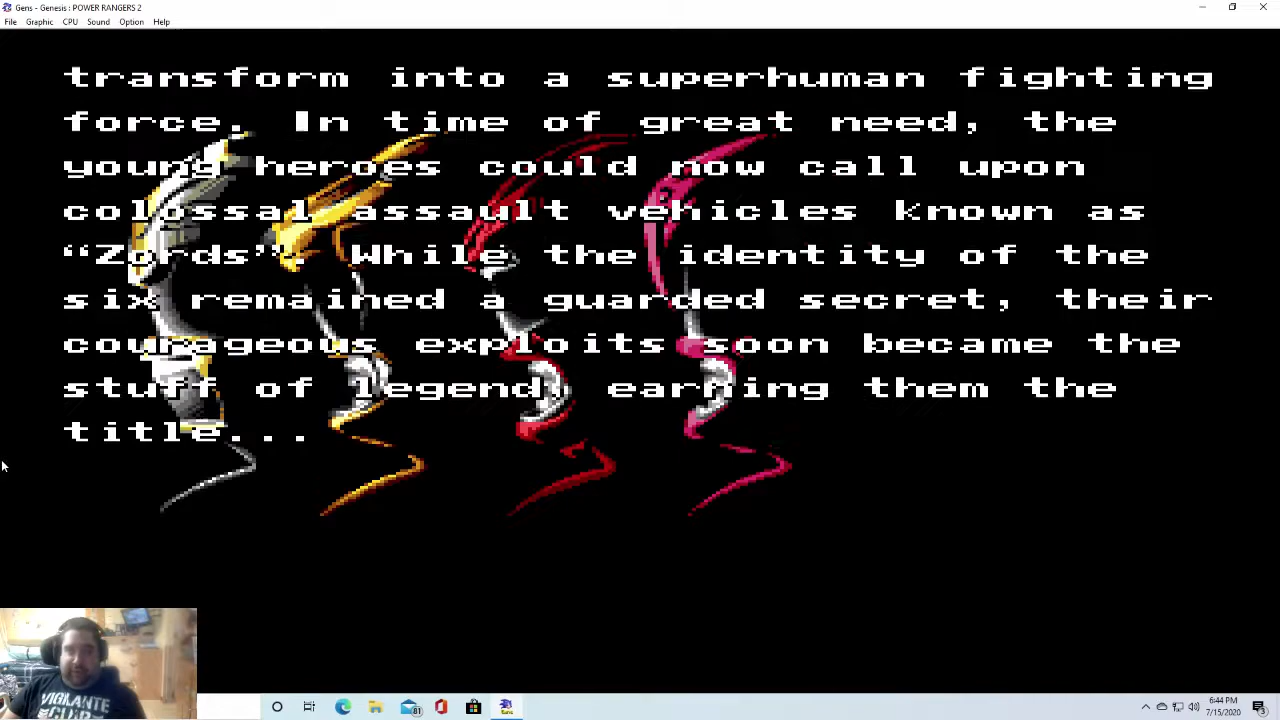 Gens - Genesis : POWER RANGERS 2
File Graphic CPU Sound Option Help
transform into a superhuman fighting
force. In time of great need, the
young heroes could now call upon
colossal assault vehicles known as
“Zords”. While the identity of the
six remained a guarded secret, their
courageous exploits soon became the
stuff of legend, earning them the
title...
VIGILANTE
81
Gens
6:44 PM
7/15/2020
3